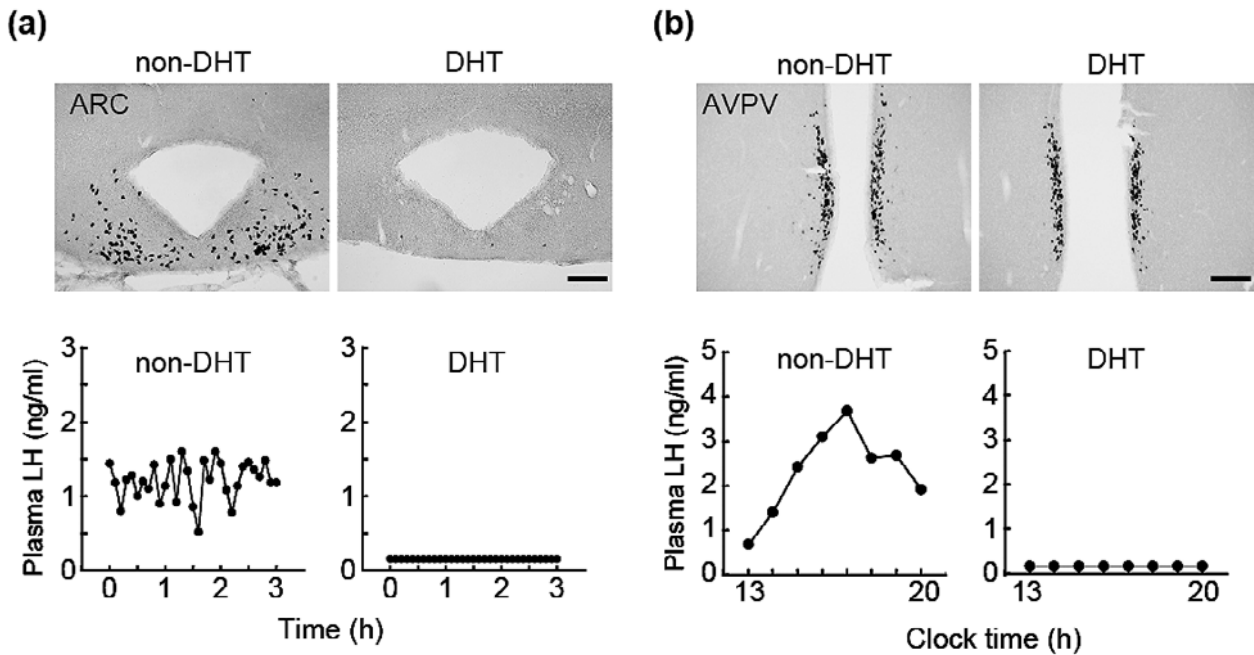 (a)
non-DHT DHT
ARC
3 non-DHT 3 DHT
2 2
1 1
0 0
0 1 2 3 0 1 2 3
Plasma LH (ng/ml)
Time (h)
(b)
non-DHT DHT
AVPV
5 non-DHT 5 DHT
4 4
3 3
2 2
1 1
0 0
13 20 13 20
Plasma LH (ng/ml)
Clock time (h)